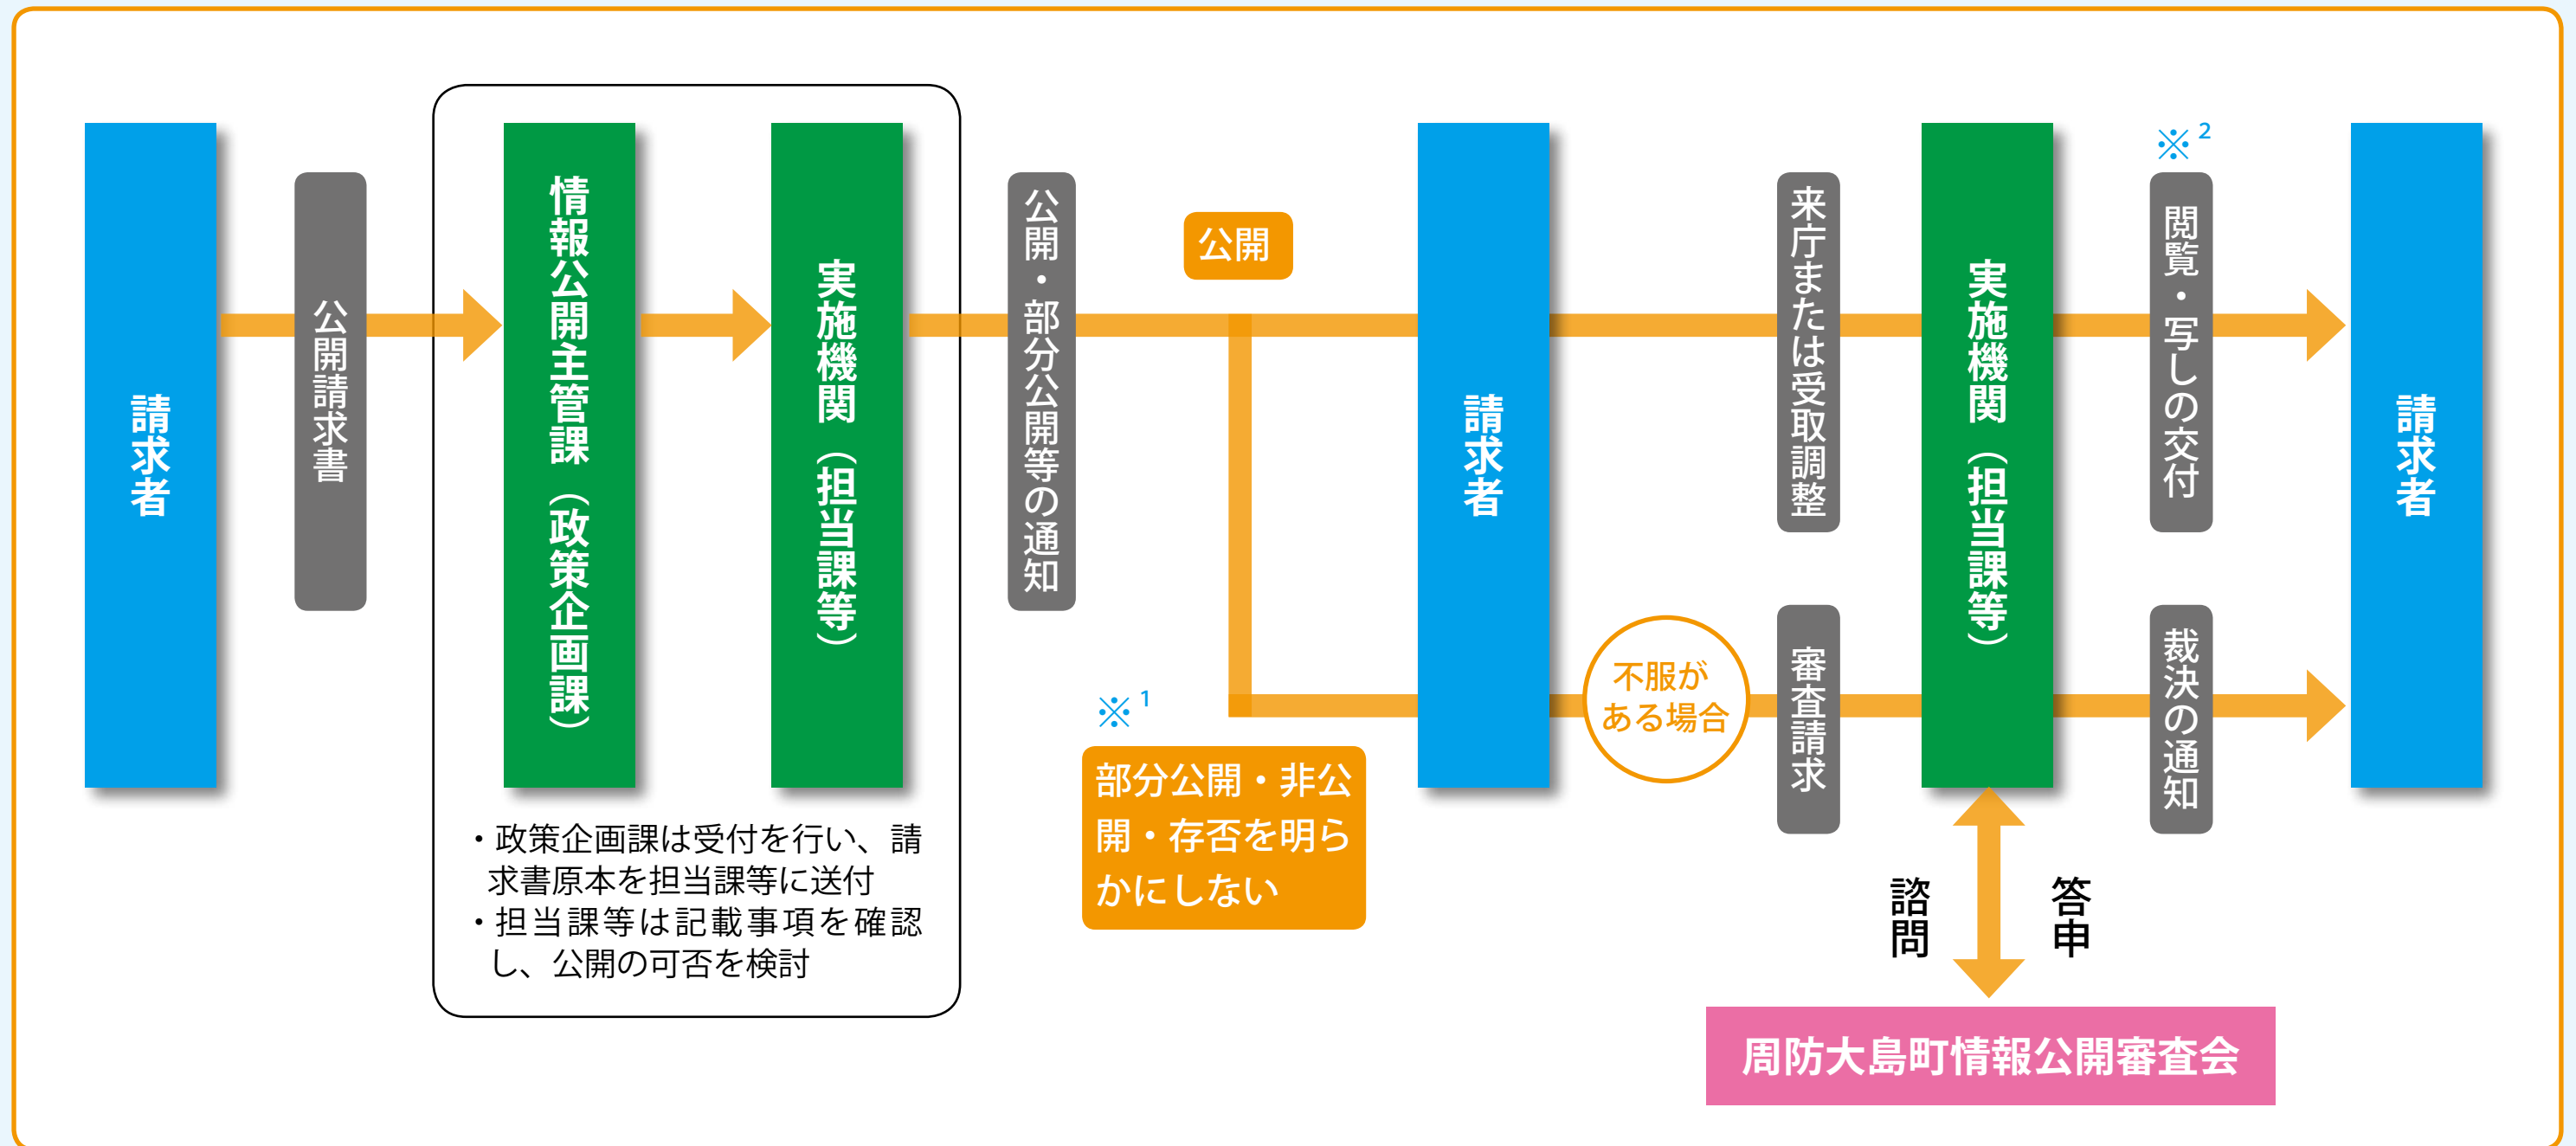 請求者
公開請求書
情報公開主管課（政策企画課）
実施機関（担当課等）
・政策企画課は受付を行い、請
求書原本を担当課等に送付
・担当課等は記載事項を確認
し、公開の可否を検討
公開・部分公開等の通知
公開
※1
部分公開・非公
開・存否を明ら
かにしない
請求者
不服が
ある場合
来庁または受取調整
審査請求
実施機関（担当課等）
諮問
答申
周防大島町情報公開審査会
※2
閲覧・写しの交付
裁決の通知
請求者